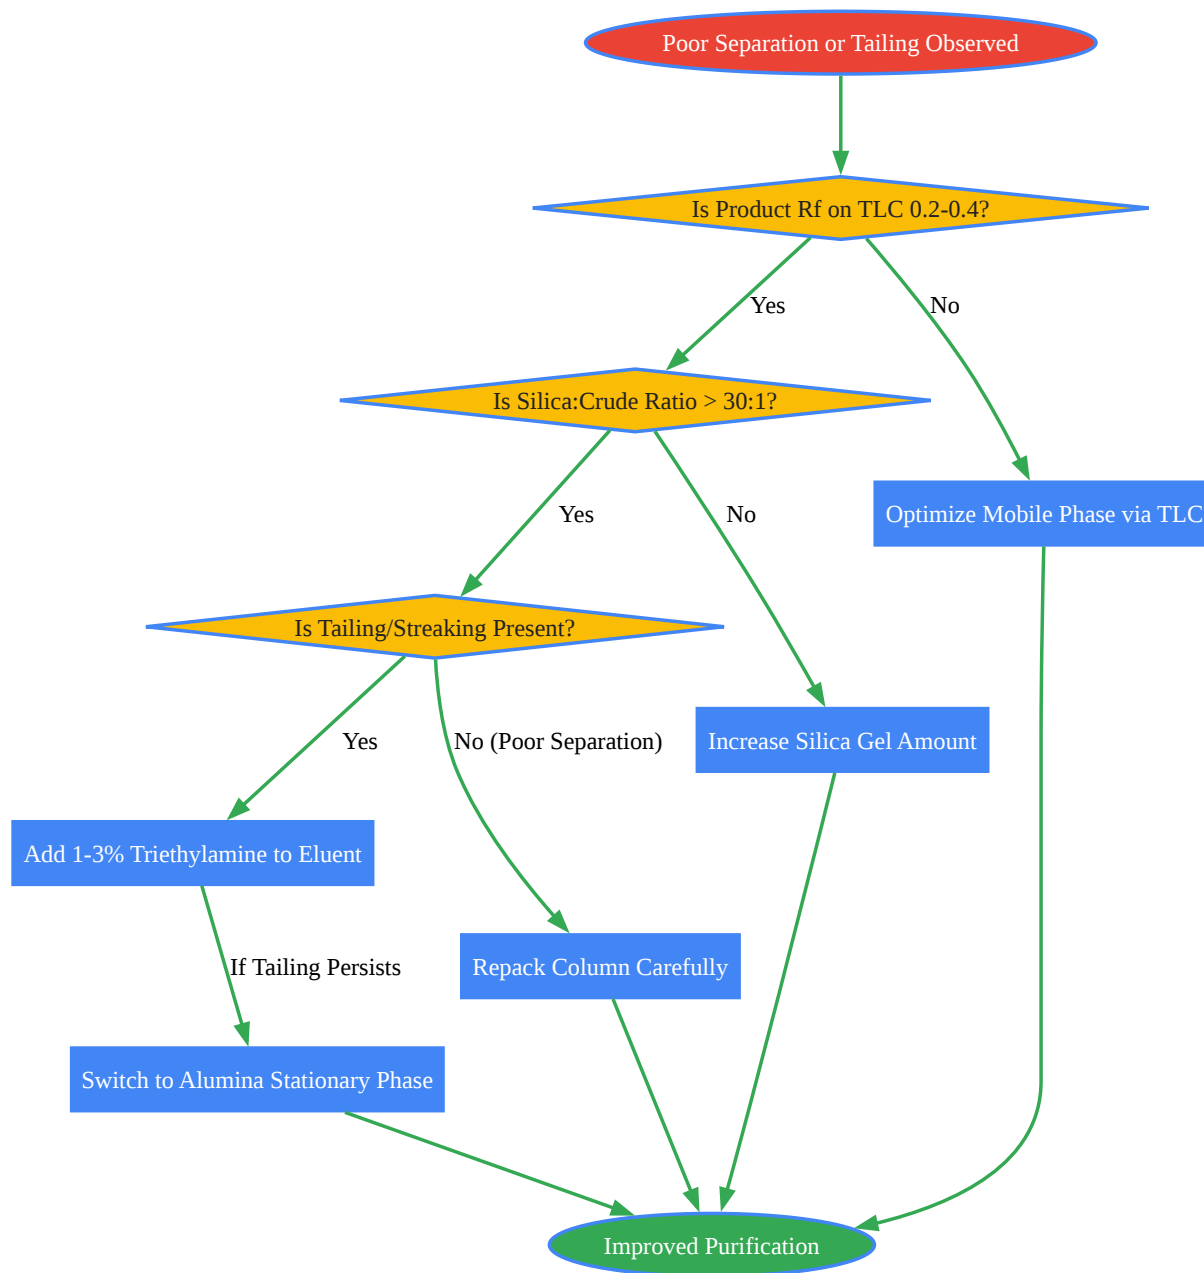 Poor Separation or Tailing Observed
Is Product Rf on TLC 0.2-0.4?
Yes
No
Is Silica:Crude Ratio > 30:1?
Yes
No
Optimize Mobile Phase via TLC
Is Tailing/Streaking Present?
Yes
No (Poor Separation)
Increase Silica Gel Amount
Add 1-3% Triethylamine to Eluent
If Tailing Persists
Repack Column Carefully
Switch to Alumina Stationary Phase
Improved Purification